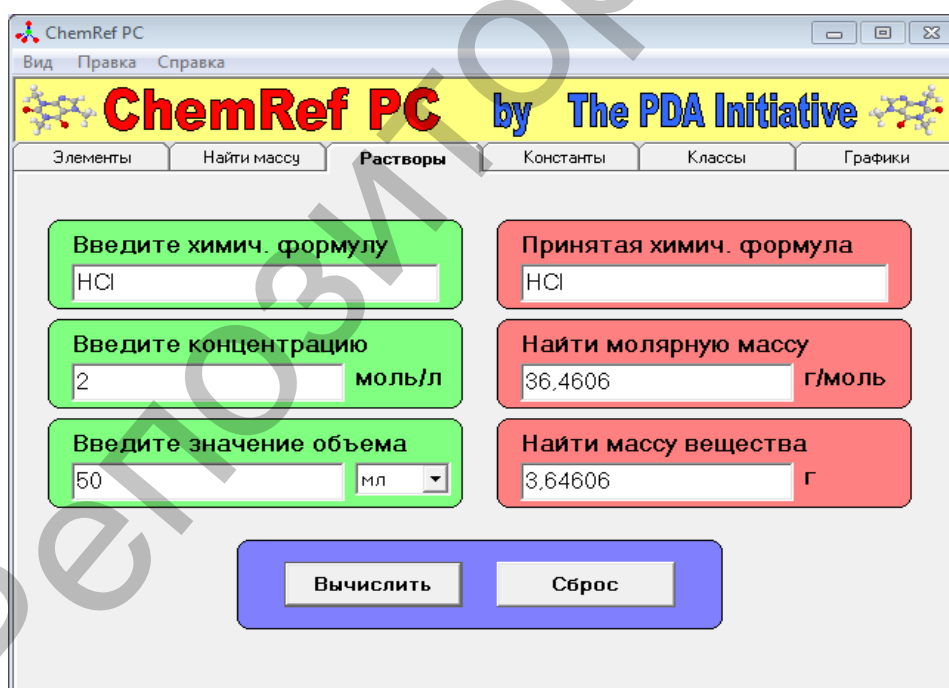 ChemRef PC
Вид Правка Справка
ChemRef PC by The PDA Initiative
Элементы Найти массу Растворы Константы Классы Графики
Введите химич. формулу
HCl
Принятая химич. формула
HCl
Введите концентрацию
2 моль/л
Найти молярную массу
36,4606 г/моль
Введите значение объема
50 мл
Найти массу вещества
3,64606 г
Вычислить Сброс